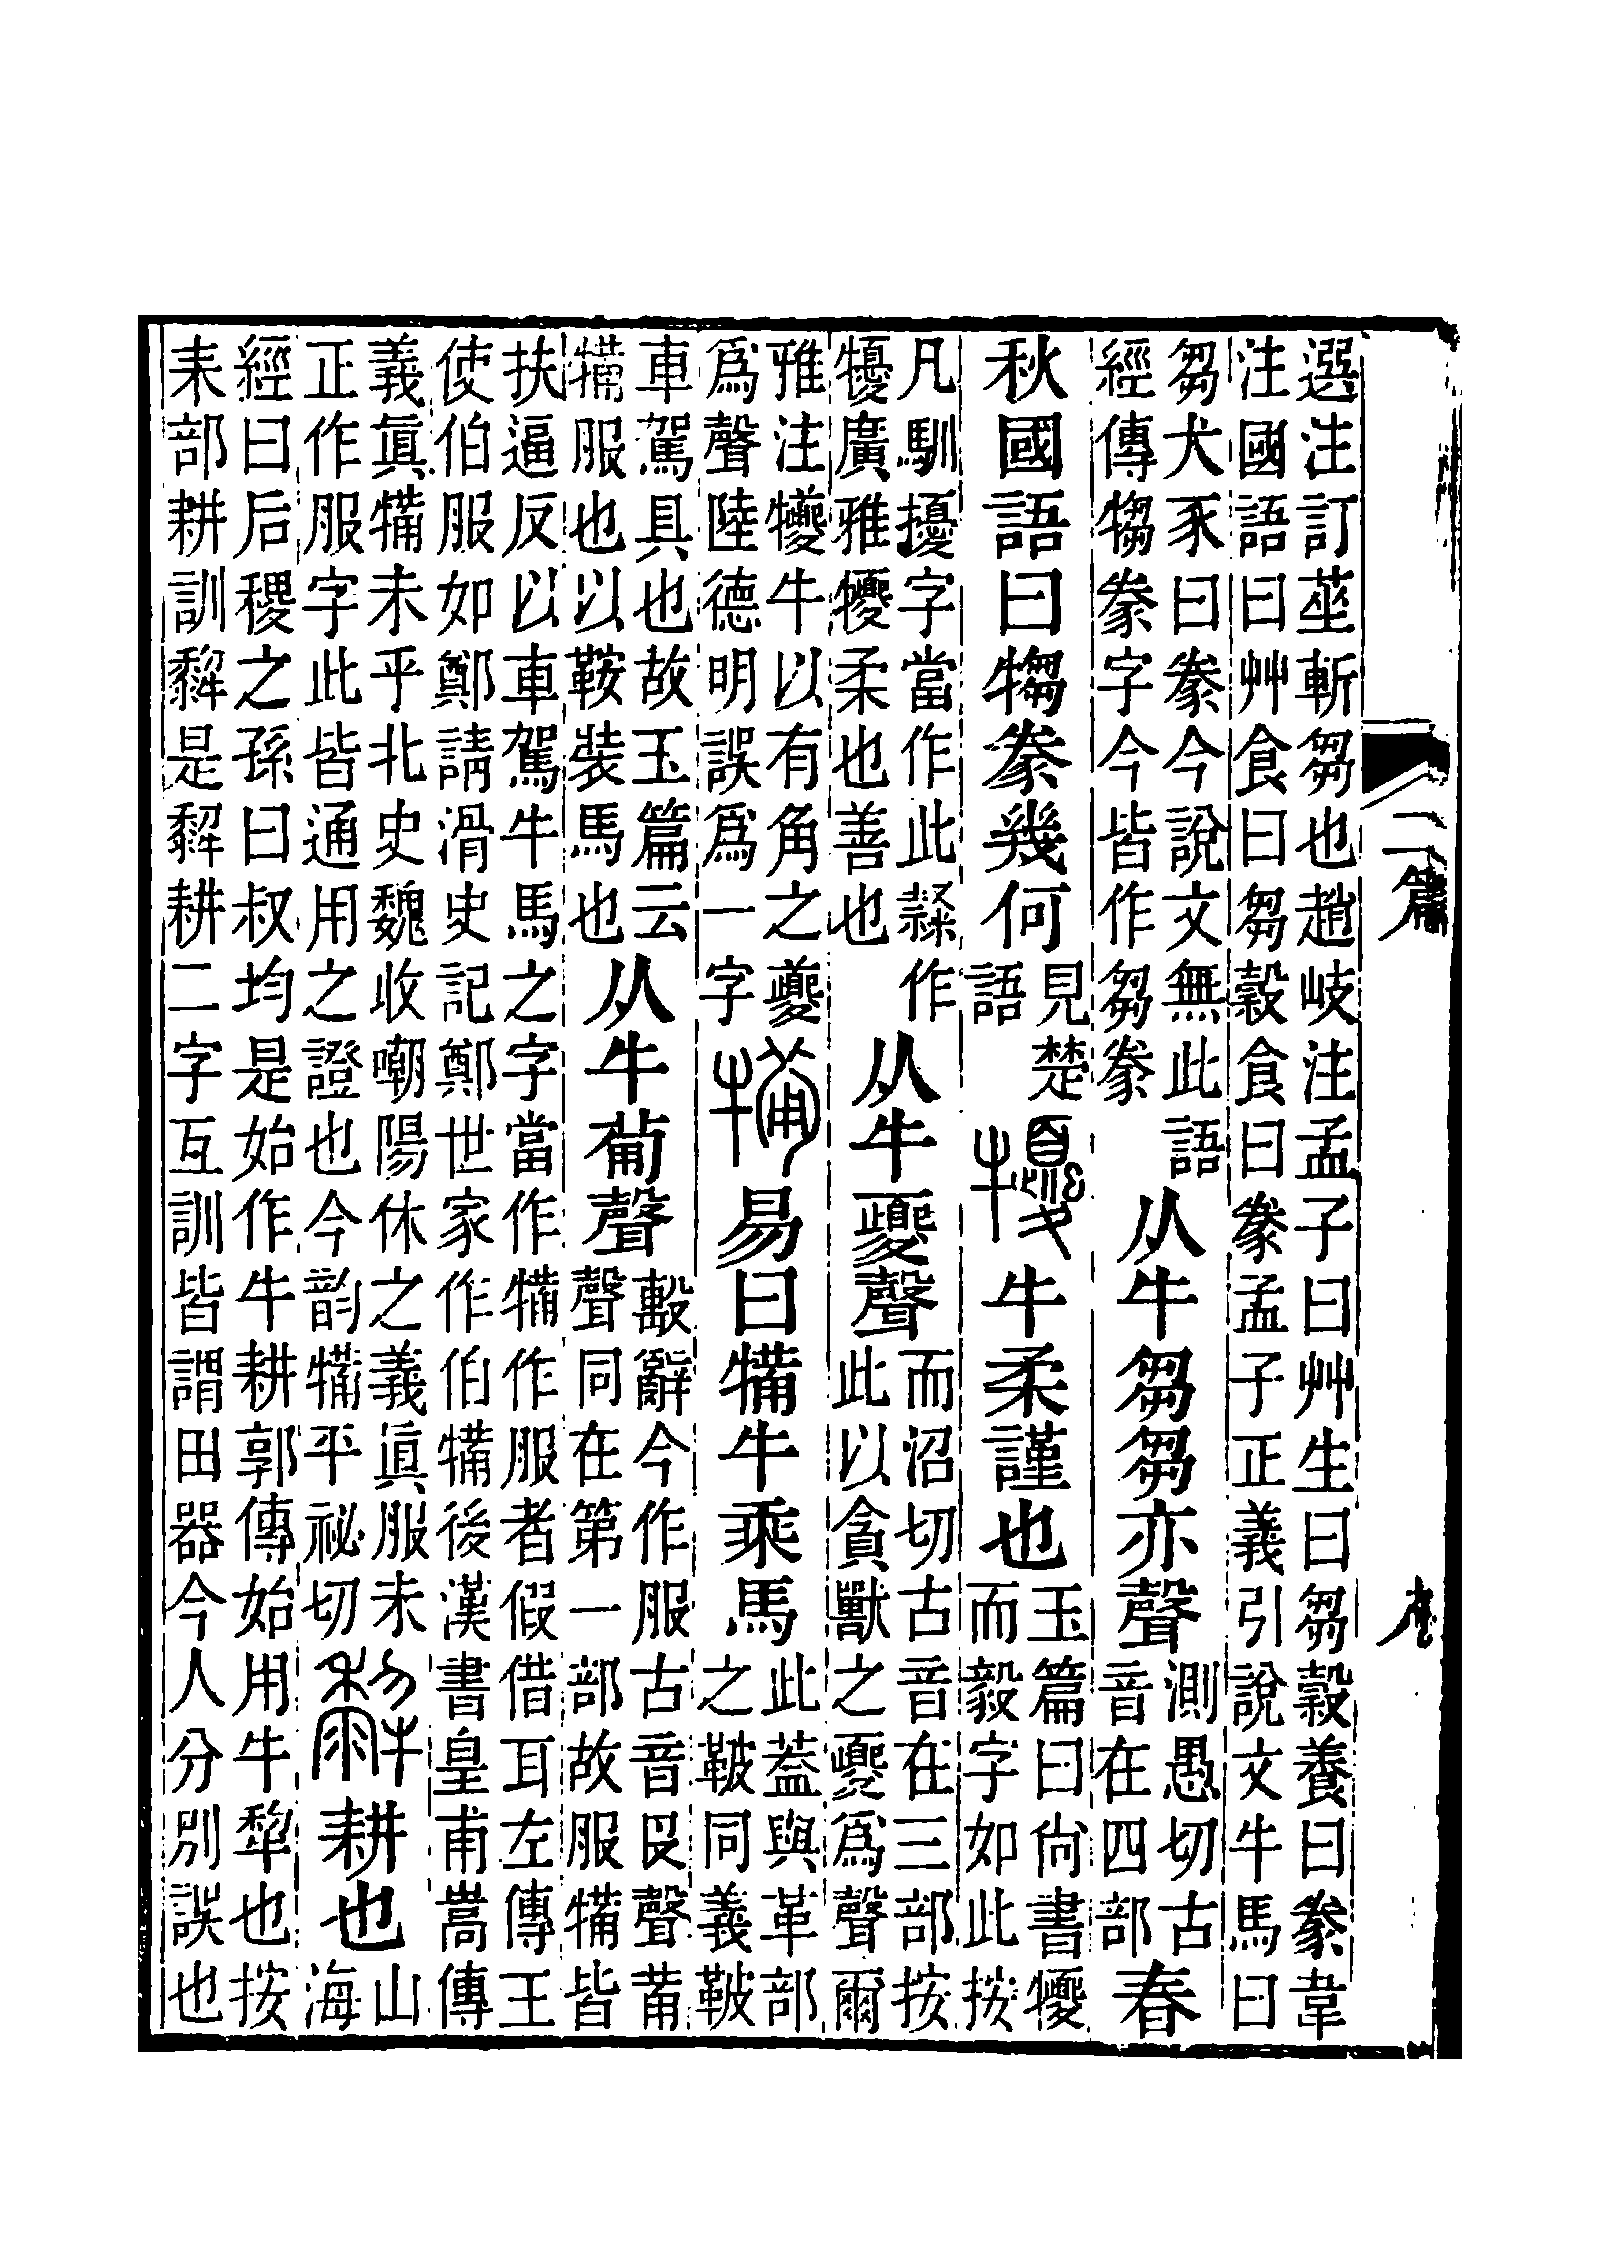 二篇
選注訂莝斬芻也趙岐注孟子曰艸生曰芻穀養曰豢韋
注國語曰艸食曰芻穀食曰豢孟子正義引說文牛馬曰
芻犬豕曰豢今說文無此語
經傳犓豢字今皆作芻豢
从牛芻芻亦聲
測愚切古
音在四部
春
秋國語曰犓豢幾何
見楚
語
犪
牛柔謹也
玉篇曰尙書犪
而毅字如此按
凡馴擾字當作此隸作
㹛廣雅犪柔也善也
从牛夒聲
而沼切古音在三部按
此以貪獸之夒爲聲爾
雅注犪牛以有角之夔
爲聲陸德明誤爲一字
犕
易曰犕牛乘馬
此葢與革部
之鞁同義鞁
車駕具也故玉篇云
犕服也以鞍裝馬也
从牛𤰇聲
毄辭今作服古音𠬝聲𤰇
聲同在第一部故服犕皆
扶逼反以車駕牛馬之字當作犕作服者假借耳左傳王
使伯服如鄭請滑史記鄭世家作伯犕後漢書皇甫嵩傳
義眞犕未乎北史魏收嘲陽休之義眞服未
正作服字此皆通用之證也今韵犕平祕切
𤛿
耕也
山
海
經曰后稷之孫曰叔均是始作牛耕郭傳始用牛犂也按
耒部耕訓𤛿是𤛿耕二字互訓皆謂田器今人分別誤也